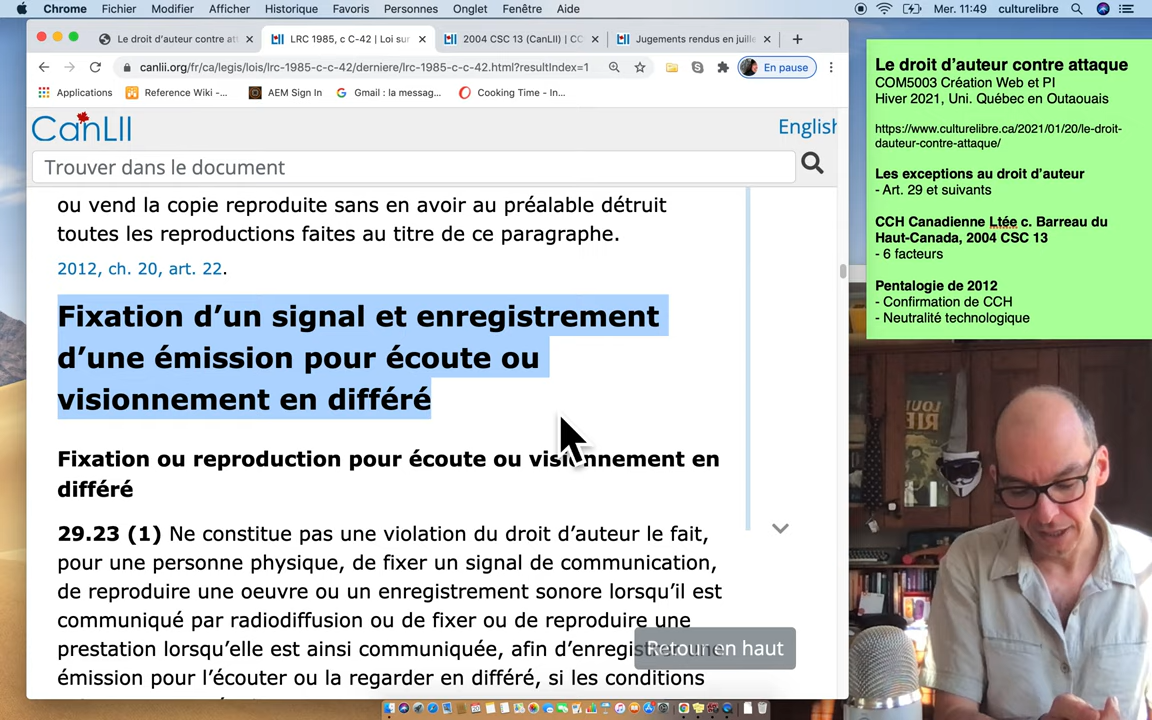 Chrome Fichier Modifier Afficher Historique Favoris Personnes Onglet Fenêtre Aide Mer. 11:49 culturelibre
Le droit d'auteur contre att
LRC 1985, c C-42 | Loi sur
2004 CSC 13 (CanLII) | CC
Jugements rendus en juille
canlii.org/fr/ca/legis/lois/lrc-1985-c-c-42/derniere/lrc-1985-c-c-42.html?resultIndex=1
En pause
Applications Reference Wiki -... AEM Sign In Gmail : la messag... Cooking Time - In...
CanLII
English
Trouver dans le document
ou vend la copie reproduite sans en avoir au préalable détruit
toutes les reproductions faites au titre de ce paragraphe.
2012, ch. 20, art. 22.
Fixation d'un signal et enregistrement
d'une émission pour écoute ou
visionnement en différé
Fixation ou reproduction pour écoute ou visionnement en
différé
29.23 (1) Ne constitue pas une violation du droit d'auteur le fait,
pour une personne physique, de fixer un signal de communication,
de reproduire une oeuvre ou un enregistrement sonore lorsqu'il est
communiqué par radiodiffusion ou de fixer ou de reproduire une
prestation lorsqu'elle est ainsi communiquée, afin d'enregi
émission pour l'écouter ou la regarder en différé, si les conditions
Retour en haut
Le droit d'auteur contre attaque
COM5003 Création Web et PI
Hiver 2021, Uni. Québec en Outaouais
https://www.culturelibre.ca/2021/01/20/le-droit-
dauteur-contre-attaque/
Les exceptions au droit d'auteur
- Art. 29 et suivants
CCH Canadienne Ltée c. Barreau du
Haut-Canada, 2004 CSC 13
- 6 facteurs
Pentalogie de 2012
- Confirmation de CCH
- Neutralité technologique